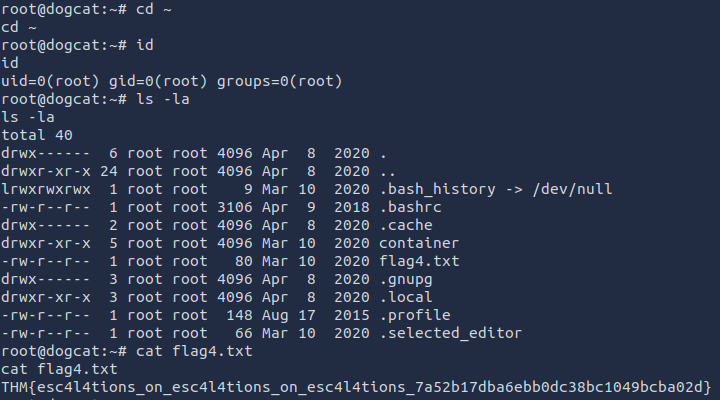 root@dogcat:~# cd ~
cd ~
root@dogcat:~# id
id
uid=0(root) gid=0(root) groups=0(root)
root@dogcat:~# ls -la
ls -la
total 40
drwx------  6 root root 4096 Apr  8  2020 .
drwxr-xr-x 24 root root 4096 Apr  8  2020 ..
lrwxrwxrwx  1 root root    9 Mar 10  2020 .bash_history -> /dev/null
-rw-r--r--  1 root root 3106 Apr  9  2018 .bashrc
drwx------  2 root root 4096 Apr  8  2020 .cache
drwxr-xr-x  5 root root 4096 Mar 10  2020 container
-rw-r--r--  1 root root   80 Mar 10  2020 flag4.txt
drwx------  3 root root 4096 Apr  8  2020 .gnupg
drwxr-xr-x  3 root root 4096 Apr  8  2020 .local
-rw-r--r--  1 root root  148 Aug 17  2015 .profile
-rw-r--r--  1 root root   66 Mar 10  2020 .selected_editor
root@dogcat:~# cat flag4.txt
cat flag4.txt
THM{esc4l4tions_on_esc4l4tions_on_esc4l4tions_7a52b17dba6ebb0dc38bc1049bcba02d}